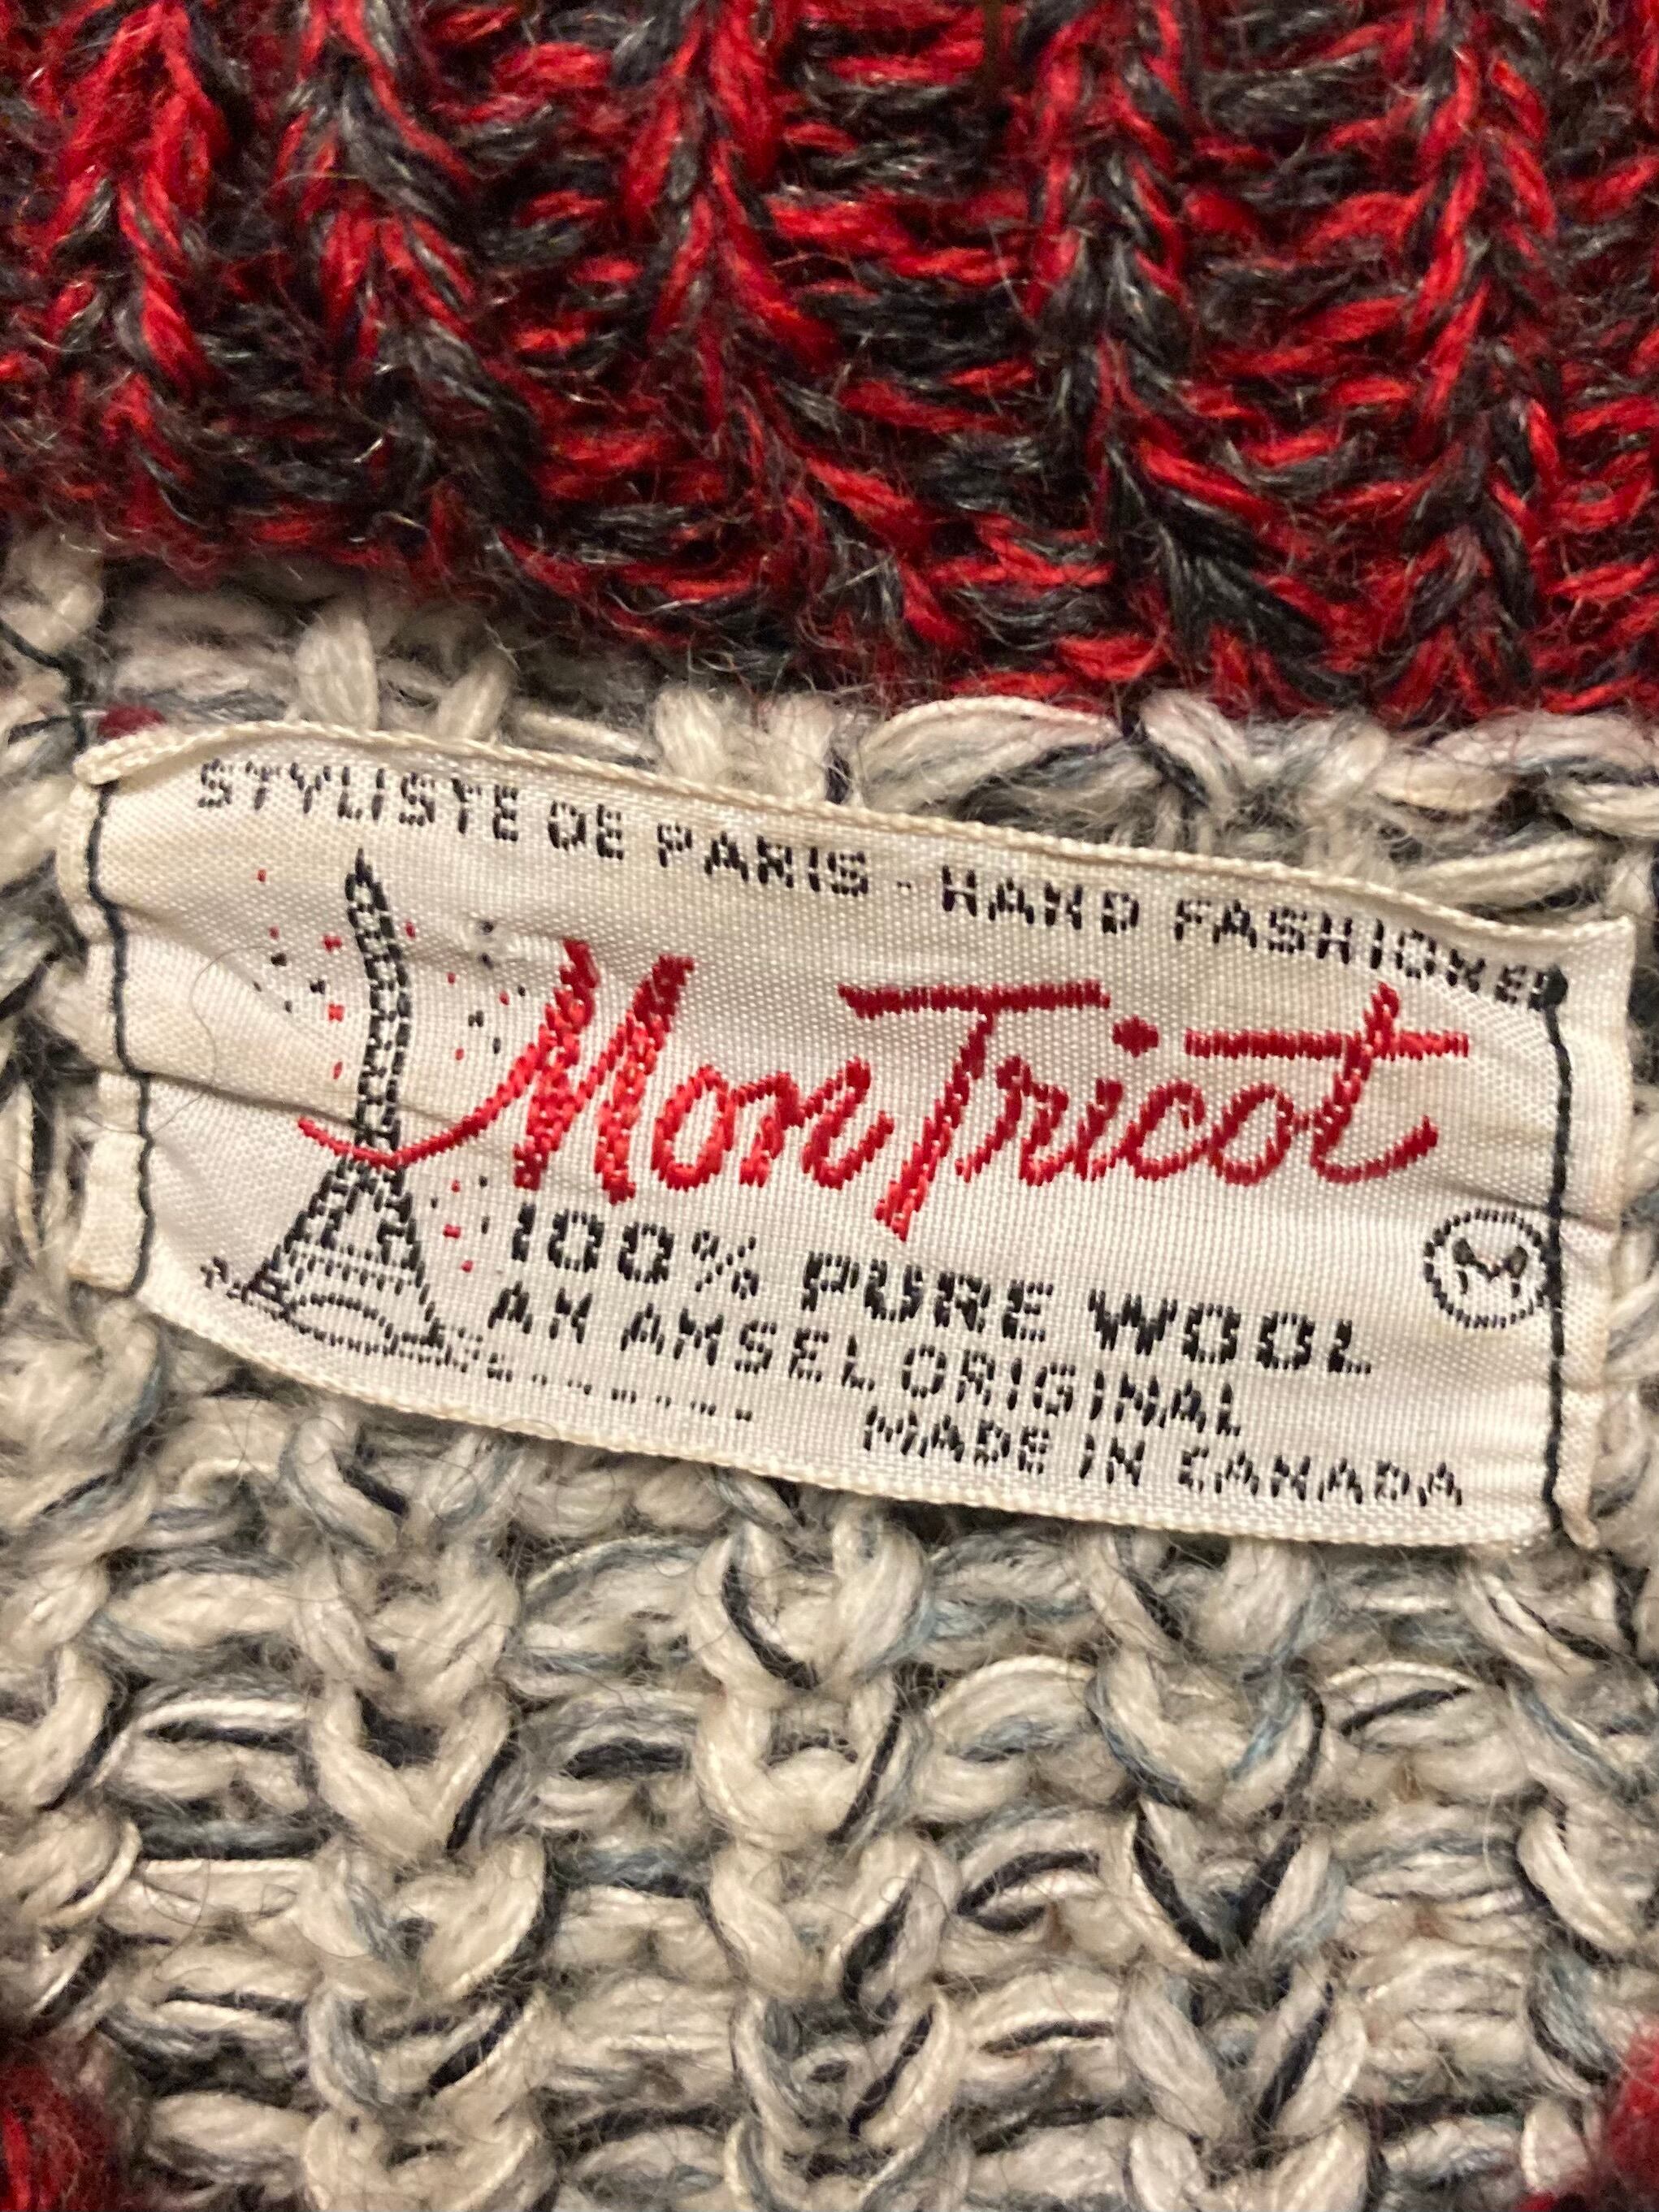 STYLISTE DE PARIS - HAND FASHIONED
Mon Tricot
100% PURE WOOL
M
AN AMSEL ORIGINAL
MADE IN CANADA